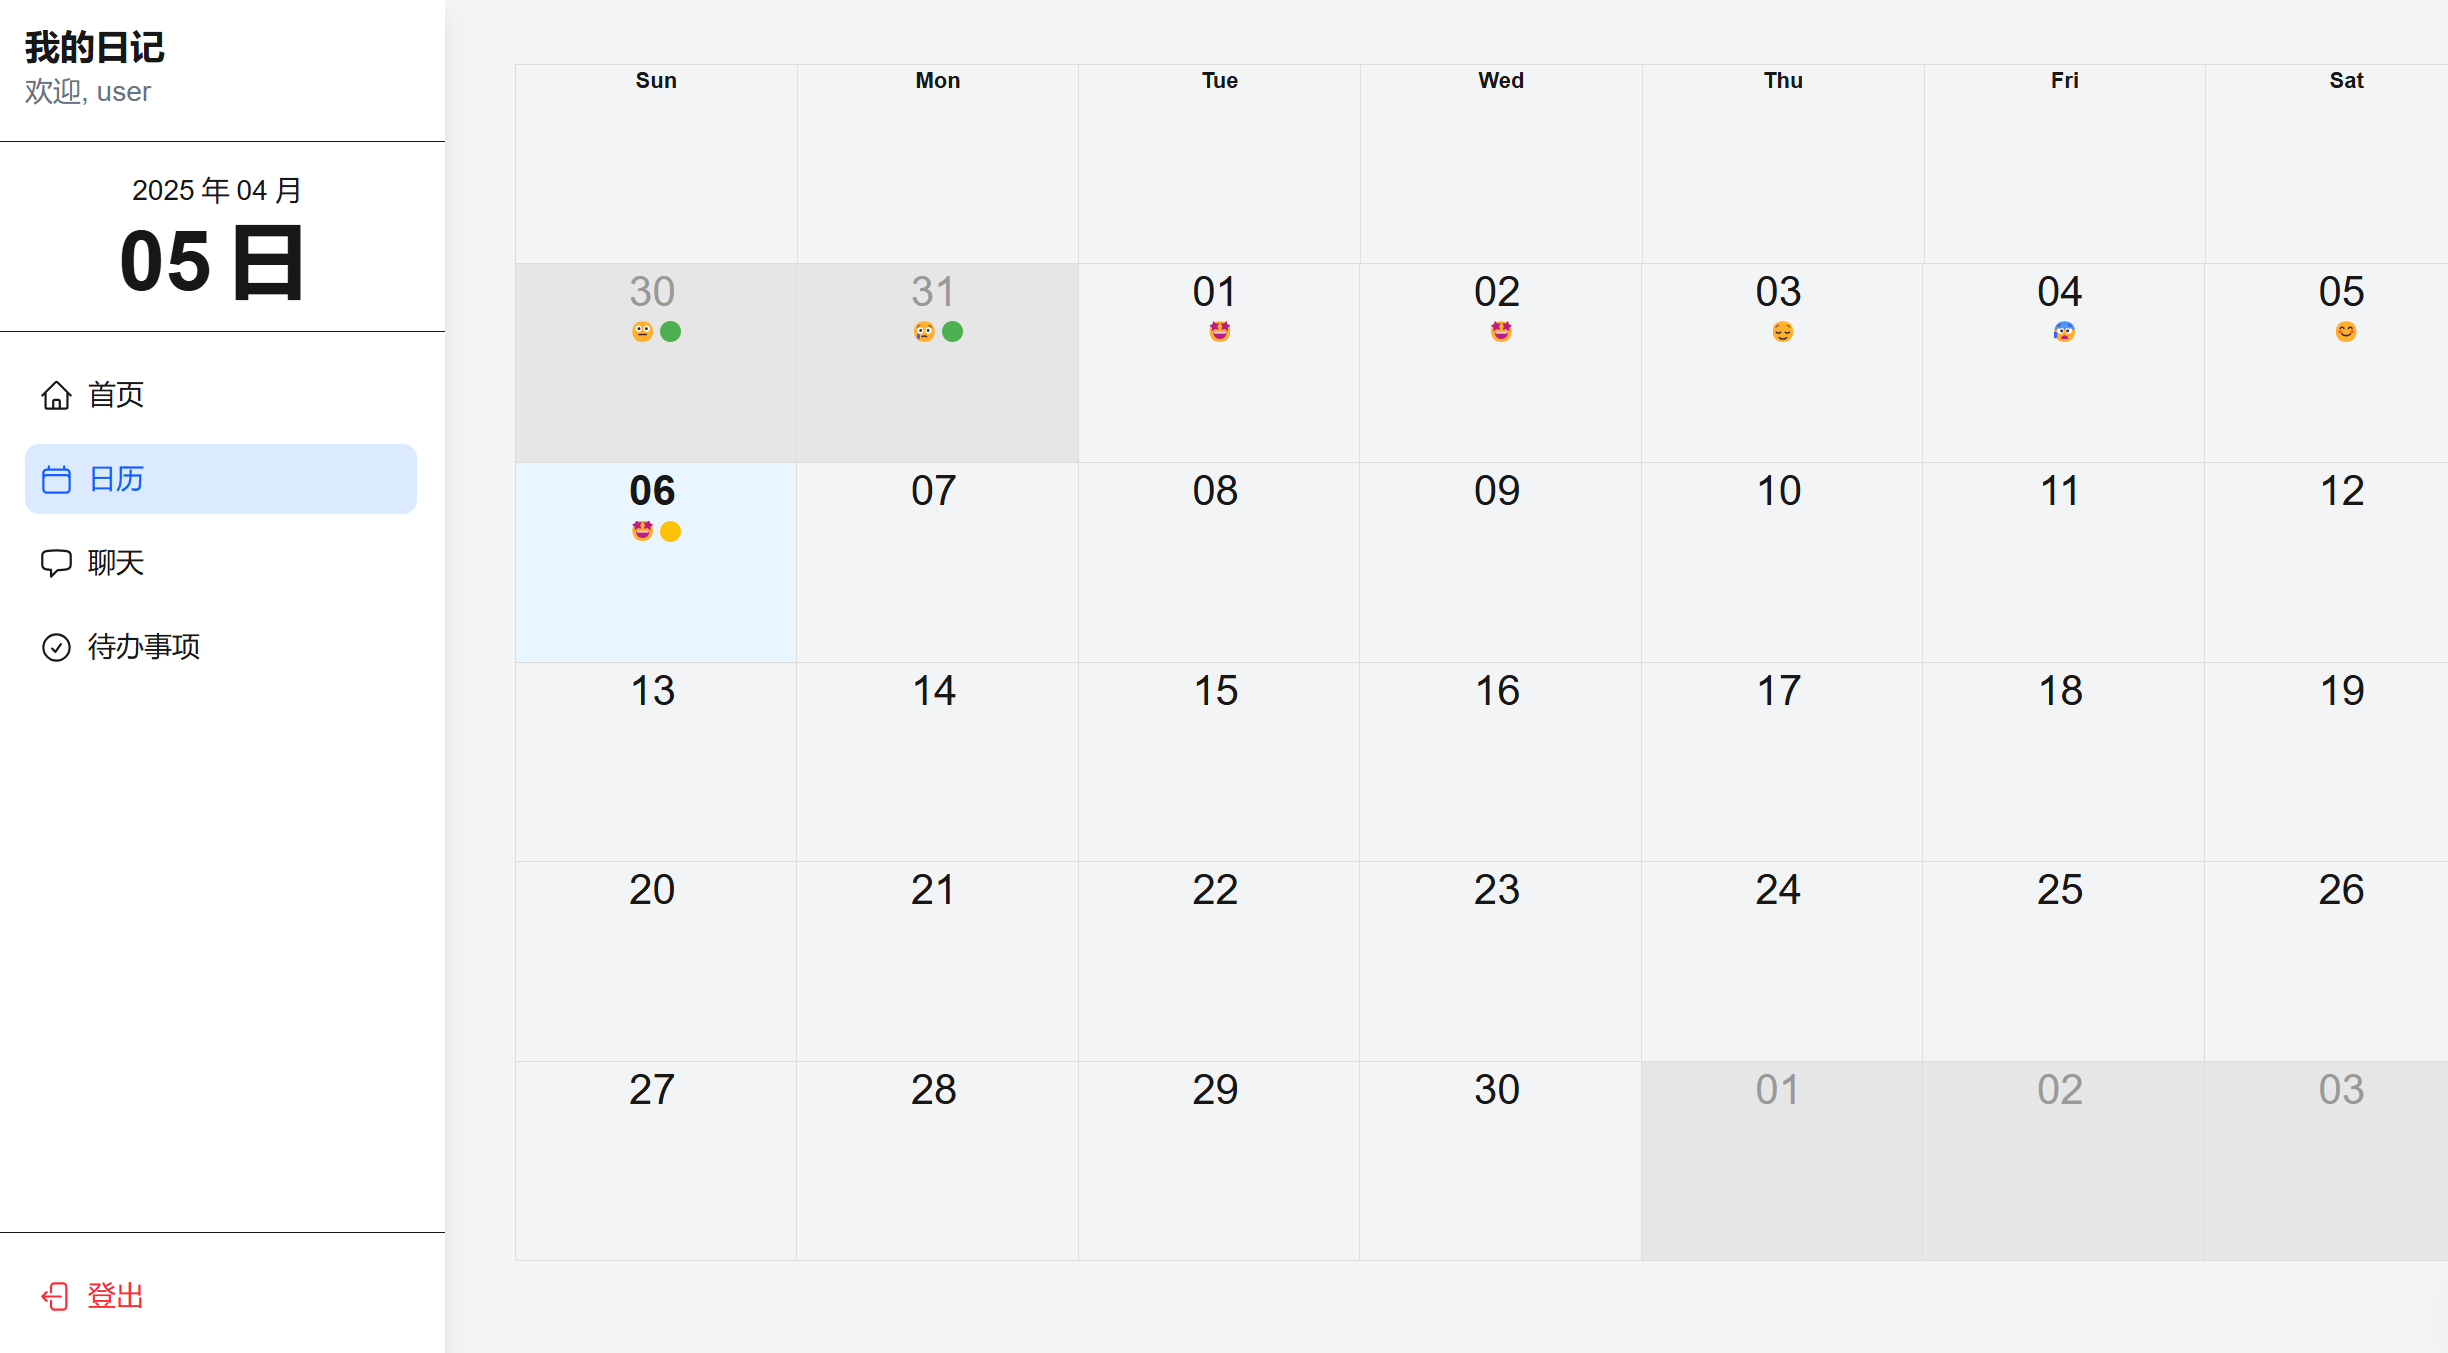 我的日记
欢迎, user
2025 年 04 月
05 日
首页
日历
聊天
待办事项
登出
Sun Mon Tue Wed Thu Fri Sat
30 31 01 02 03 04 05
06 07 08 09 10 11 12
13 14 15 16 17 18 19
20 21 22 23 24 25 26
27 28 29 30 01 02 03